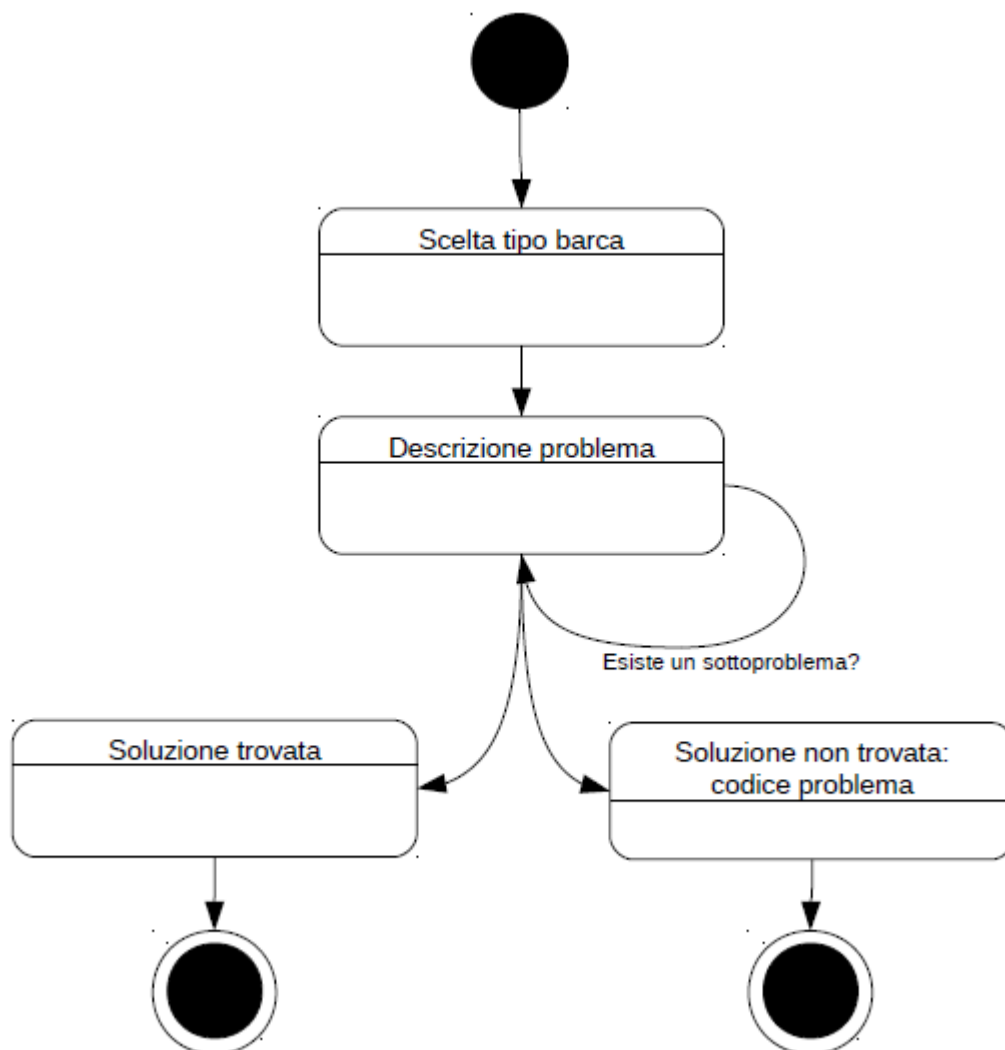 Scelta tipo barca
Descrizione problema
Esiste un sottoproblema?
Soluzione trovata
Soluzione non trovata:
codice problema